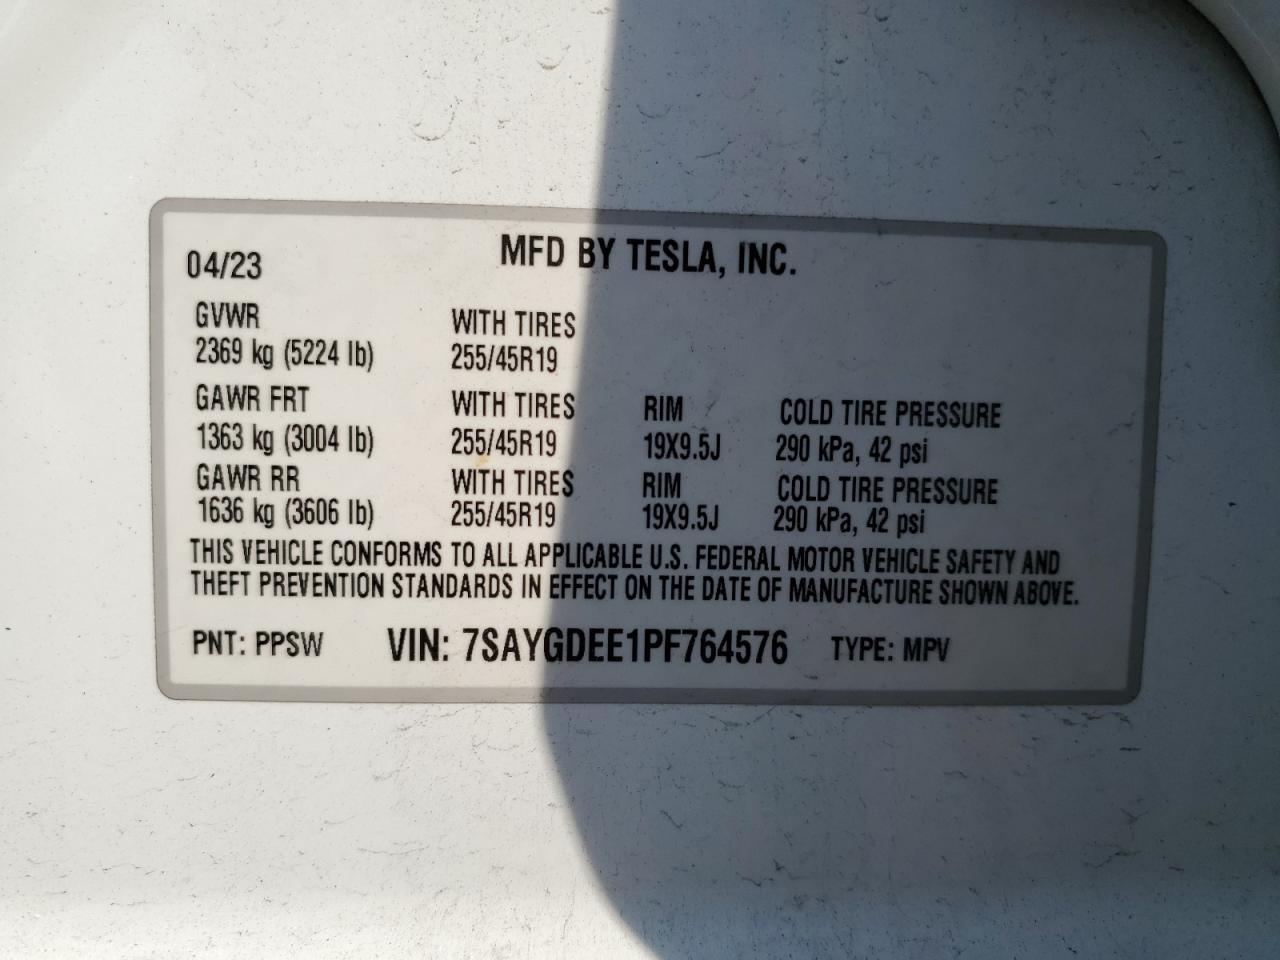 MFD BY TESLA, INC.
04/23
GVWR WITH TIRES
2369 kg (5224 lb) 255/45R19
GAWR FRT WITH TIRES RIM COLD TIRE PRESSURE
1363 kg (3004 lb) 255/45R19 19X9.5J 290 kPa, 42 psi
GAWR RR WITH TIRES RIM COLD TIRE PRESSURE
1636 kg (3606 lb) 255/45R19 19X9.5J 290 kPa, 42 psi
THIS VEHICLE CONFORMS TO ALL APPLICABLE U.S. FEDERAL MOTOR VEHICLE SAFETY AND
THEFT PREVENTION STANDARDS IN EFFECT ON THE DATE OF MANUFACTURE SHOWN ABOVE.
PNT: PPSW VIN: 7SAYGDEE1PF764576 TYPE: MPV